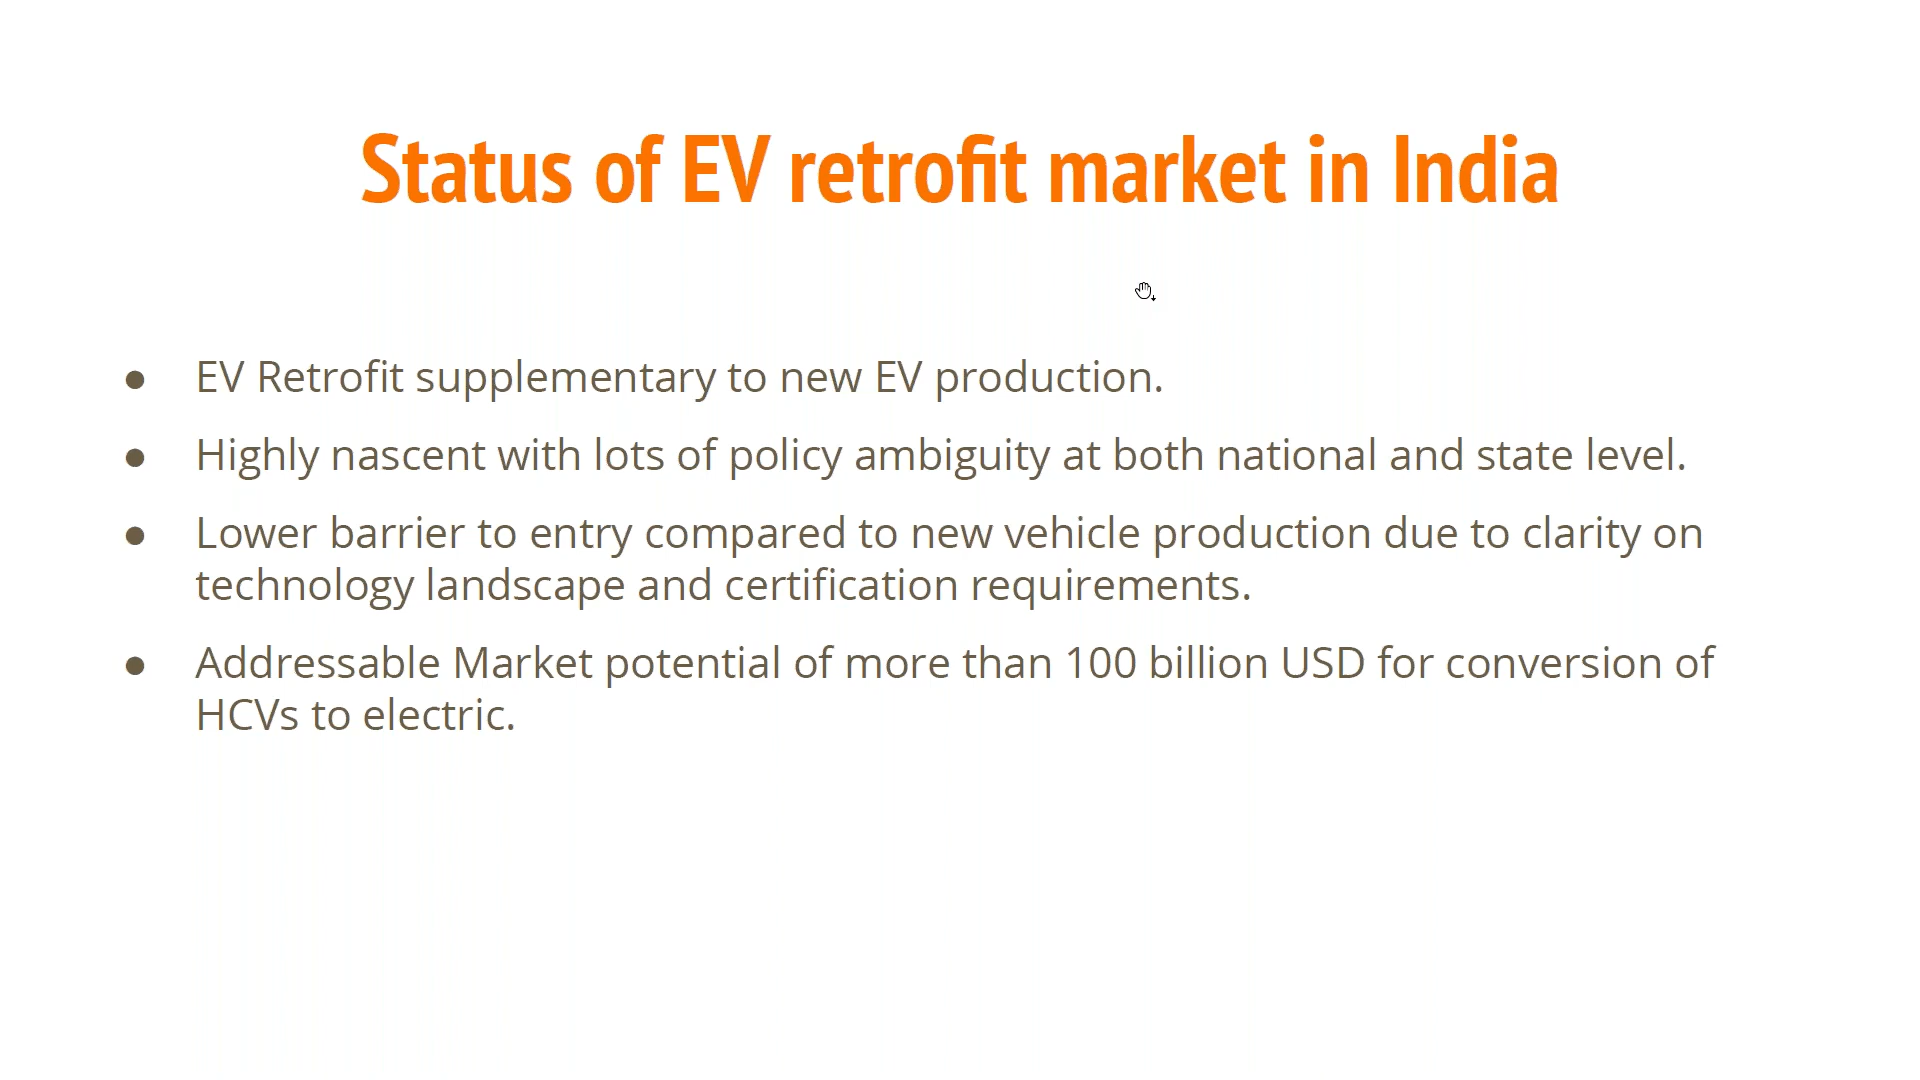 Status of EV retrofit market in India
● EV Retrofit supplementary to new EV production.
● Highly nascent with lots of policy ambiguity at both national and state level.
● Lower barrier to entry compared to new vehicle production due to clarity on
technology landscape and certification requirements.
● Addressable Market potential of more than 100 billion USD for conversion of
HCVs to electric.